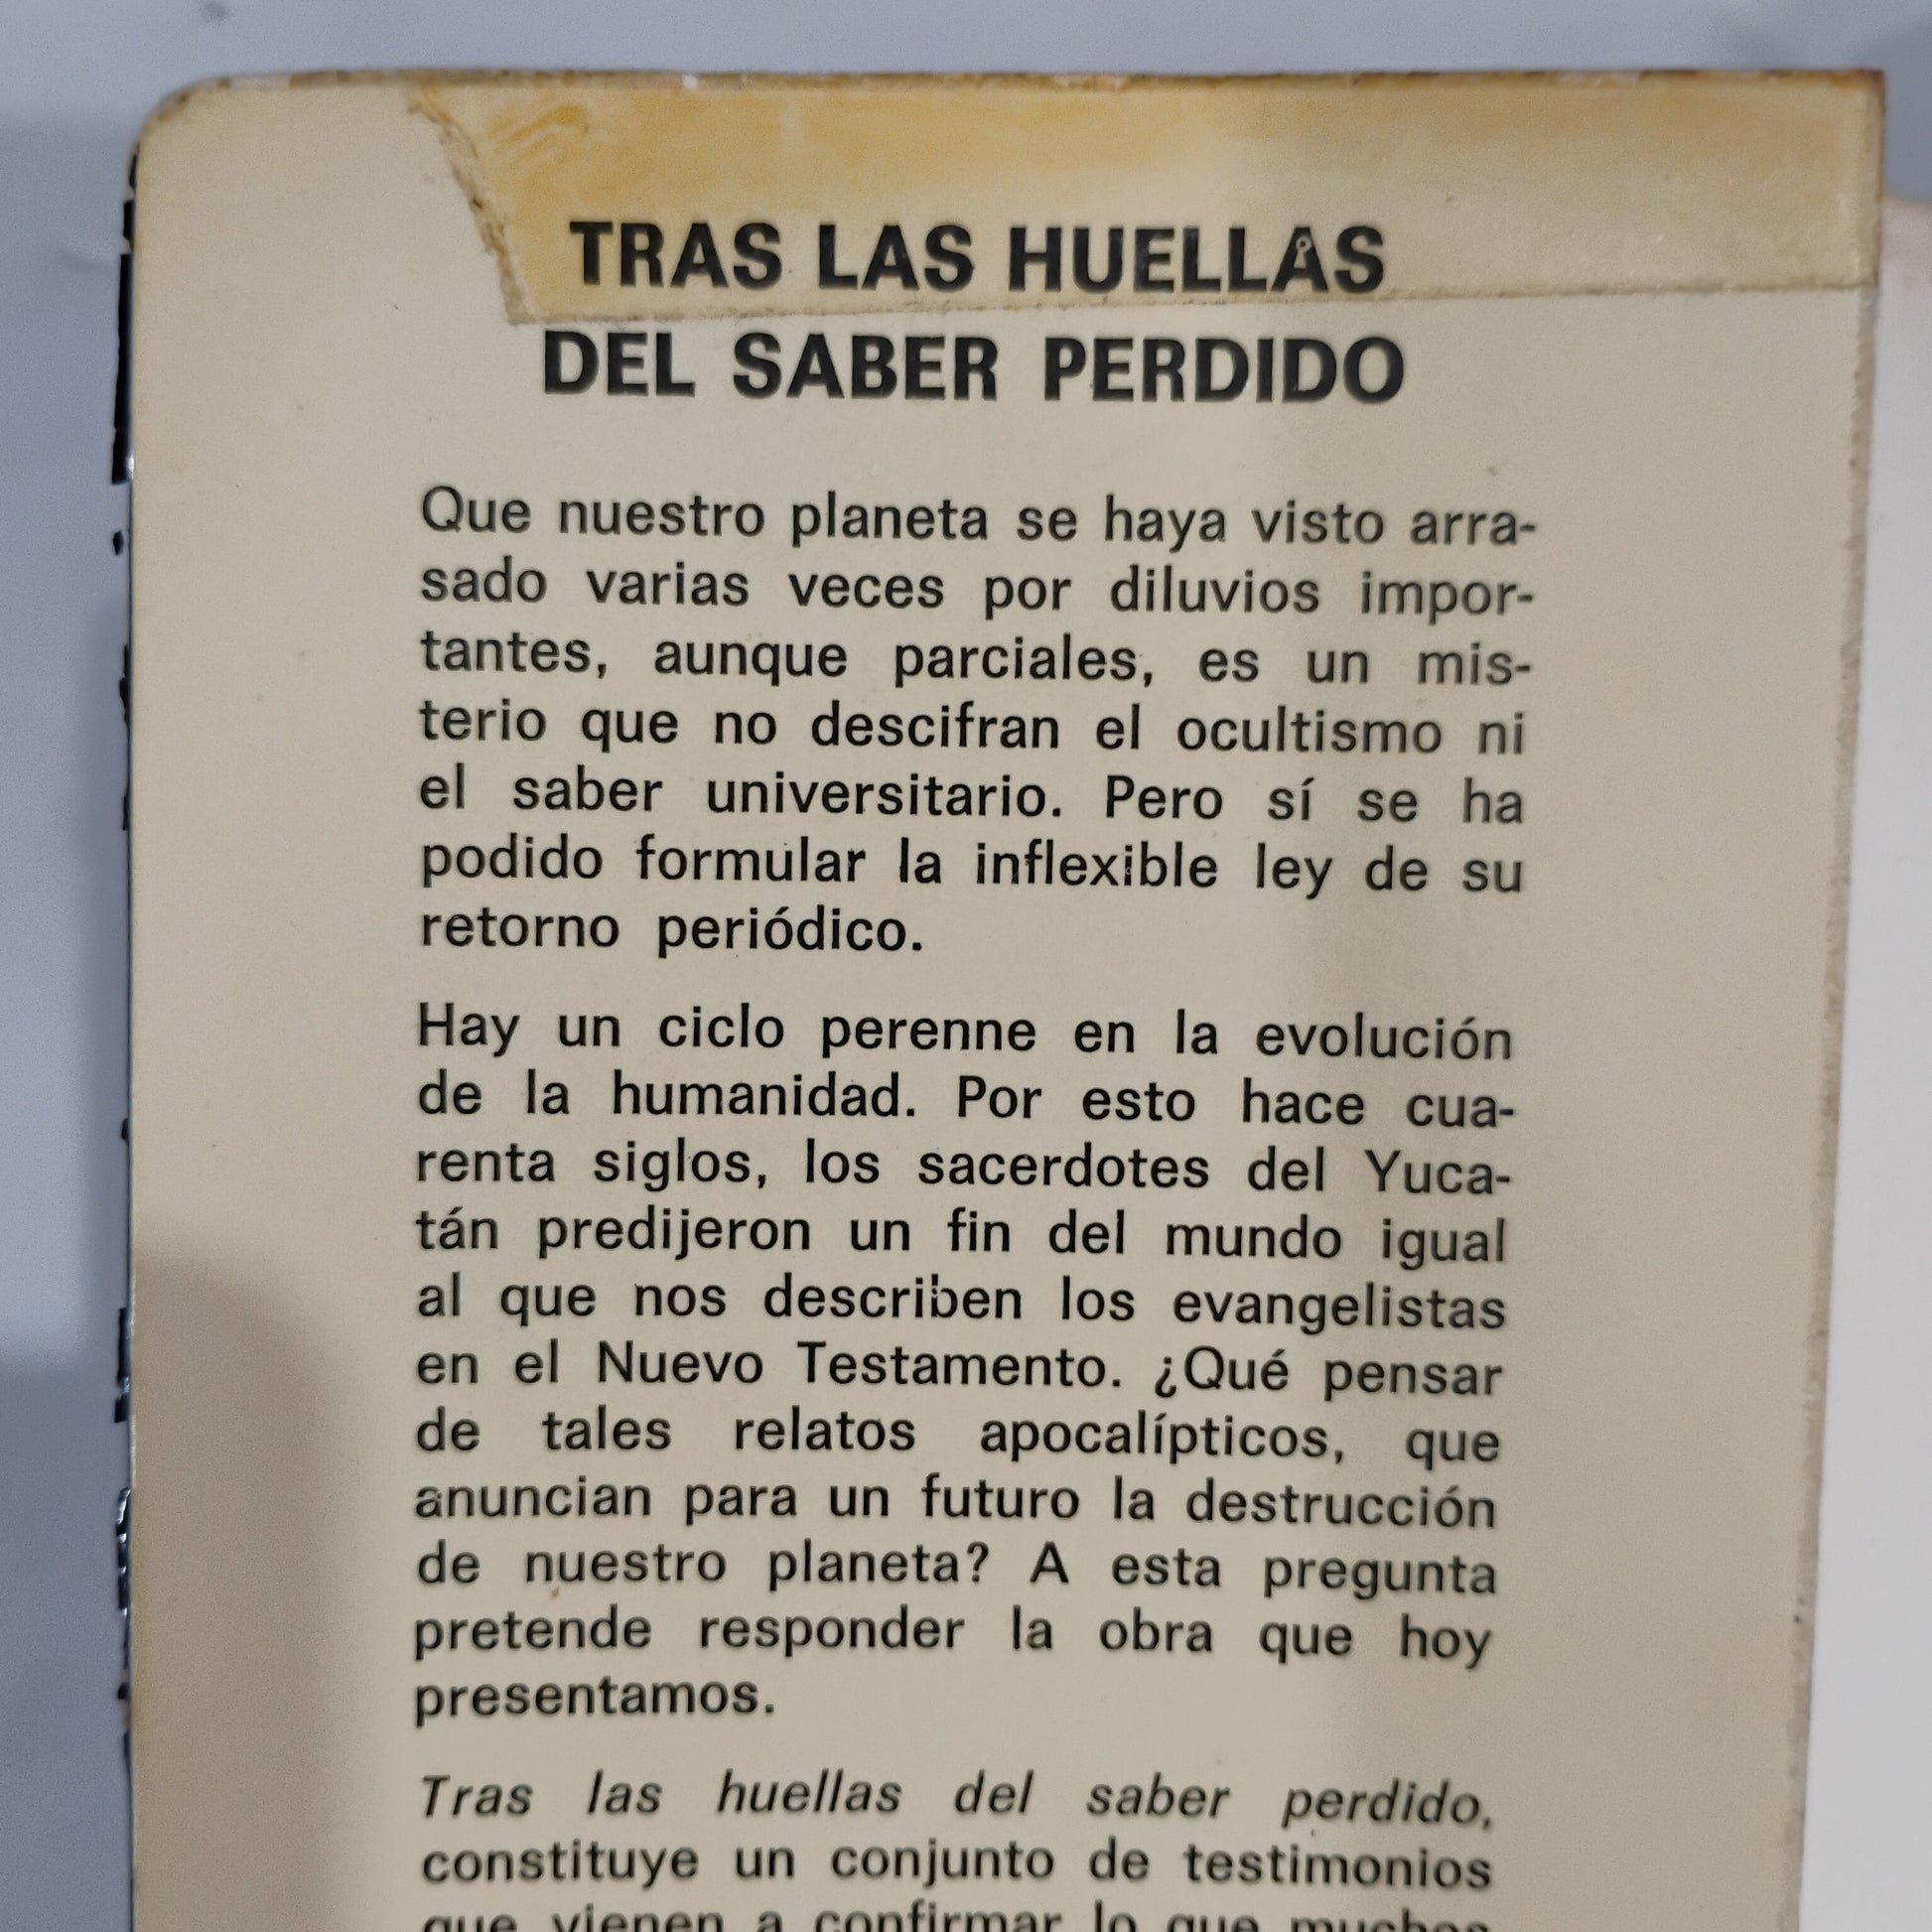 TRAS LAS HUELLAS
DEL SABER PERDIDO
Que nuestro planeta se haya visto arra-
sado varias veces por diluvios impor-
tantes, aunque parciales, es un mis-
terio que no descifran el ocultismo ni
el saber universitario. Pero sí se ha
podido formular la inflexible ley de su
retorno periódico.
Hay un ciclo perenne en la evolución
de la humanidad. Por esto hace cua-
renta siglos, los sacerdotes del Yuca-
tán predijeron un fin del mundo igual
al que nos describen los evangelistas
en el Nuevo Testamento. ¿Qué pensar
de tales relatos apocalípticos, que
anuncian para un futuro la destrucción
de nuestro planeta? A esta pregunta
pretende responder la obra que hoy
presentamos.
Tras las huellas del saber perdido,
constituye un conjunto de testimonios
que vienen a confirmar lo que muchos